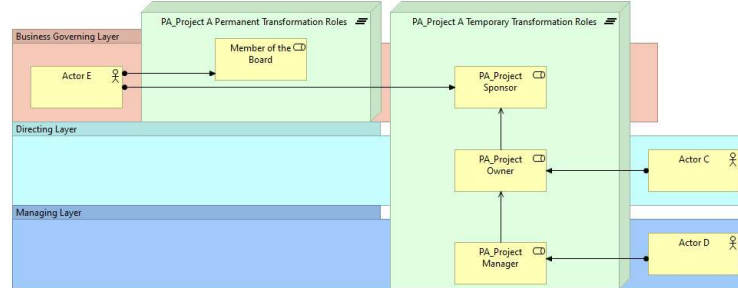 PA_Project A Permanent Transformation Roles
PA_Project A Temporary Transformation Roles
Business Governing Layer
Member of the
Board
Actor E
PA_Project
Sponsor
Directing Layer
PA_Project
Owner
Actor C
Managing Layer
PA_Project
Manager
Actor D